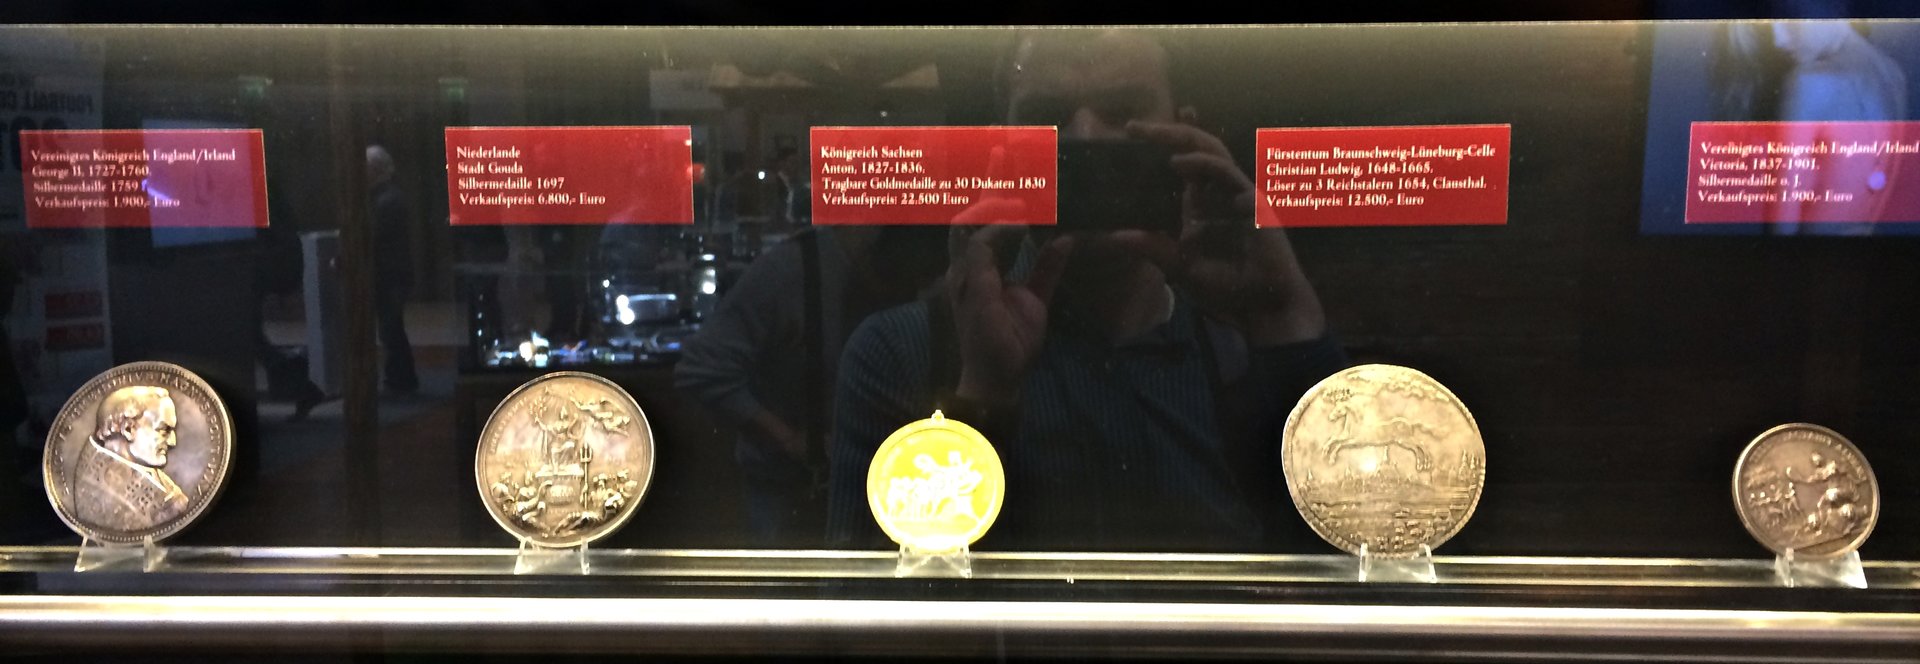 Vereinigtes Königreich England/Irland
George II, 1727-1760.
Silbermedaille 1759
Verkaufspreis: 1.900,- Euro
Niederlande
Stadt Gouda
Silbermedaille 1697
Verkaufspreis: 6.800,- Euro
Königreich Sachsen
Anton, 1827-1836.
Tragbare Goldmedaille zu 30 Dukaten 1830
Verkaufspreis: 22.500 Euro
Fürstentum Braunschweig-Lüneburg-Celle
Christian Ludwig, 1648-1665.
Löser zu 3 Reichstalern 1654, Clausthal.
Verkaufspreis: 12.500,- Euro
Vereinigtes Königreich England/Irland
Victoria, 1837-1901.
Silbermedaille o. J.
Verkaufspreis: 1.900,- Euro